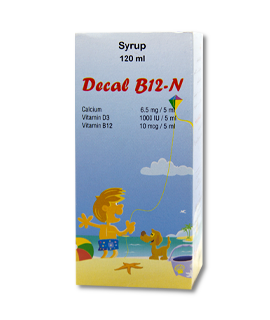 Syrup
120 ml
Decal B12-N
Calcium 6.5 mg / 5 ml
Vitamin D3 1000 IU / 5 ml
Vitamin B12 10 mcg / 5 ml